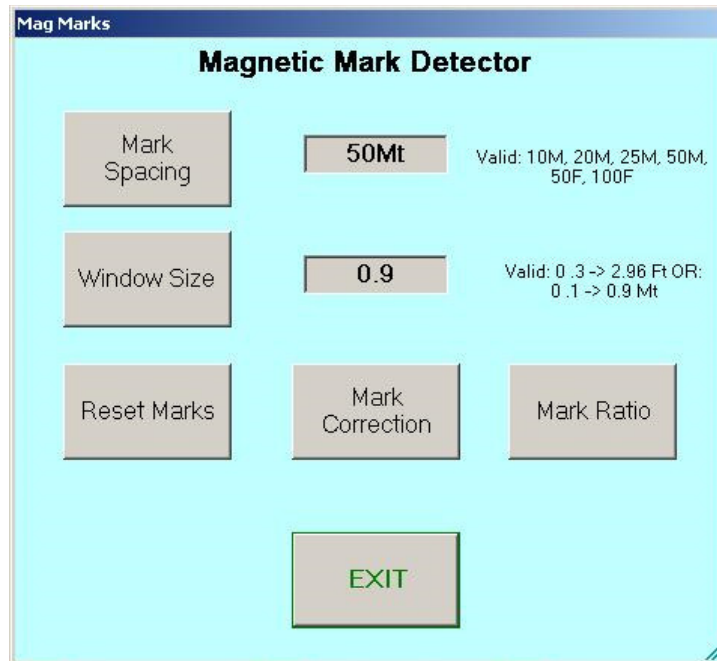 Mag Marks
Magnetic Mark Detector
Mark
Spacing
50Mt
Valid: 10M, 20M, 25M, 50M,
50F, 100F
Window Size
0.9
Valid: 0 .3 -> 2.96 Ft OR:
0 .1 -> 0.9 Mt
Reset Marks
Mark
Correction
Mark Ratio
EXIT